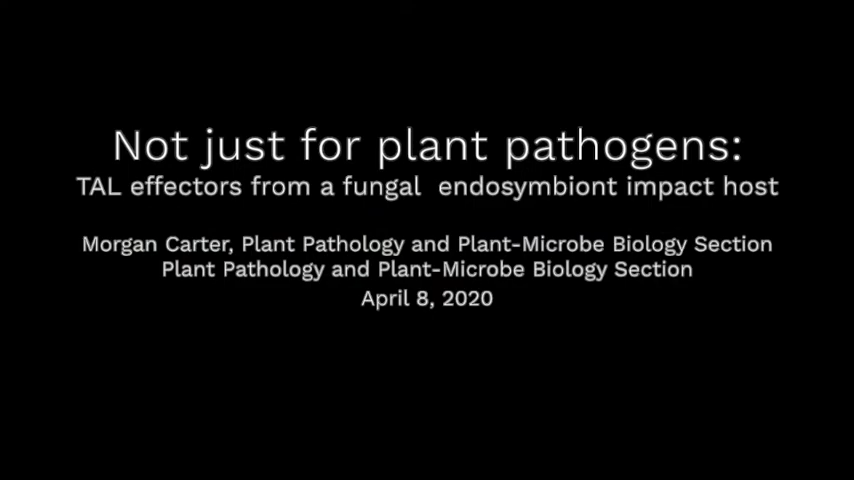 Not just for plant pathogens:
TAL effectors from a fungal endosymbiont impact host
Morgan Carter, Plant Pathology and Plant-Microbe Biology Section
Plant Pathology and Plant-Microbe Biology Section
April 8, 2020